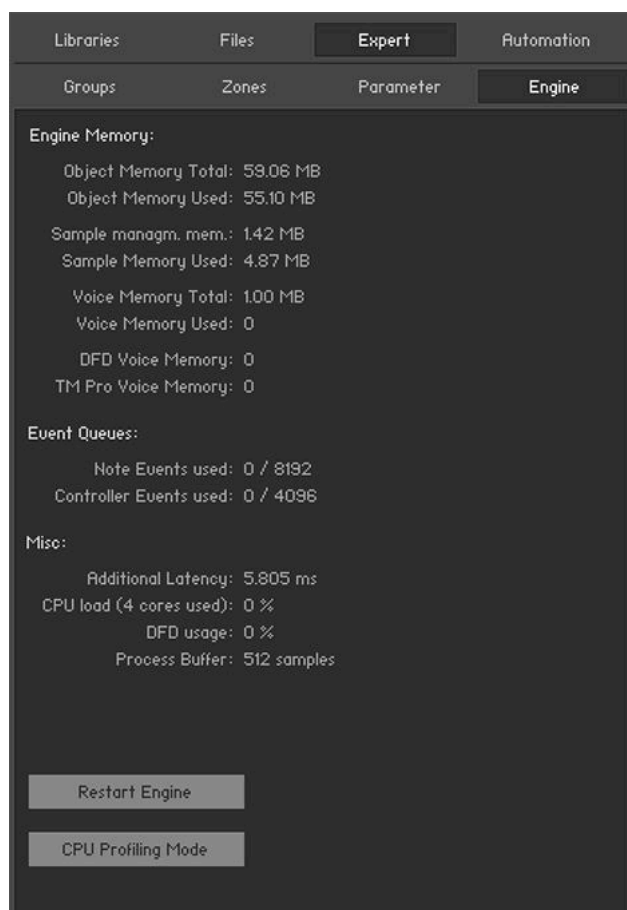 Libraries Files Expert Automation
Groups Zones Parameter Engine
Engine Memory:
Object Memory Total: 59.06 MB
Object Memory Used: 55.10 MB
Sample managm. mem.: 1.42 MB
Sample Memory Used: 4.87 MB
Voice Memory Total: 1.00 MB
Voice Memory Used: 0
DFD Voice Memory: 0
TM Pro Voice Memory: 0
Event Queues:
Note Events used: 0 / 8192
Controller Events used: 0 / 4096
Misc:
Additional Latency: 5.805 ms
CPU load (4 cores used): 0 %
DFD usage: 0 %
Process Buffer: 512 samples
Restart Engine
CPU Profiling Mode